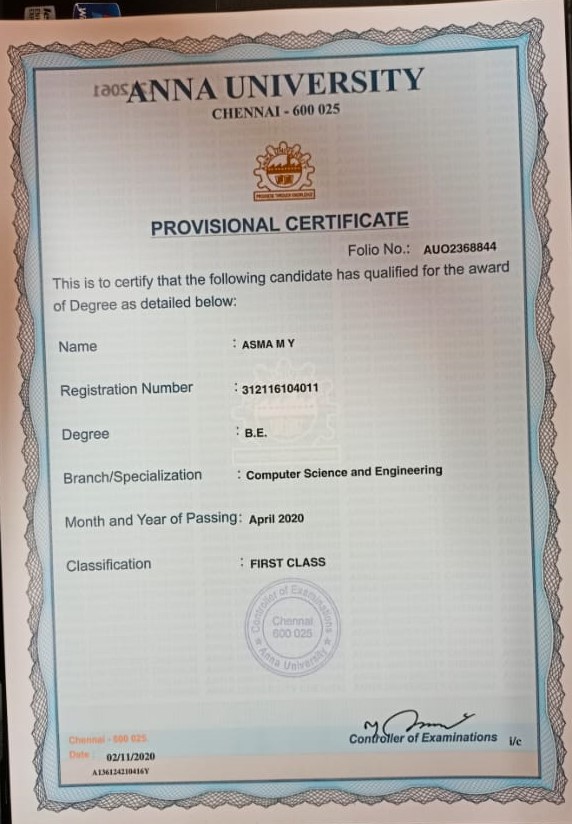 ANNA UNIVERSITY
CHENNAI - 600 025
ANNA UNIVERSITY
PROGRESS THROUGH KNOWLEDGE
PROVISIONAL CERTIFICATE
Folio No.: AUO2368844
This is to certify that the following candidate has qualified for the award
of Degree as detailed below:
Name : ASMA M Y
Registration Number : 312116104011
Degree : B.E.
Branch/Specialization : Computer Science and Engineering
Month and Year of Passing: April 2020
Classification : FIRST CLASS
Controller of Examinations
Chennai
600 025
Anna University
Controller of Examinations i/c
Chennai - 600 025.
Date : 02/11/2020
A136124210416Y